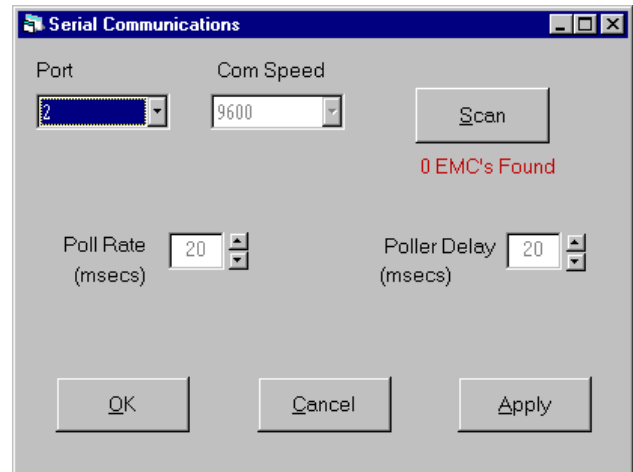 Serial Communications
Port
Com Speed
2
9600
Scan
0 EMC's Found
Poll Rate
(msecs)
20
Poller Delay
(msecs)
20
OK
Cancel
Apply